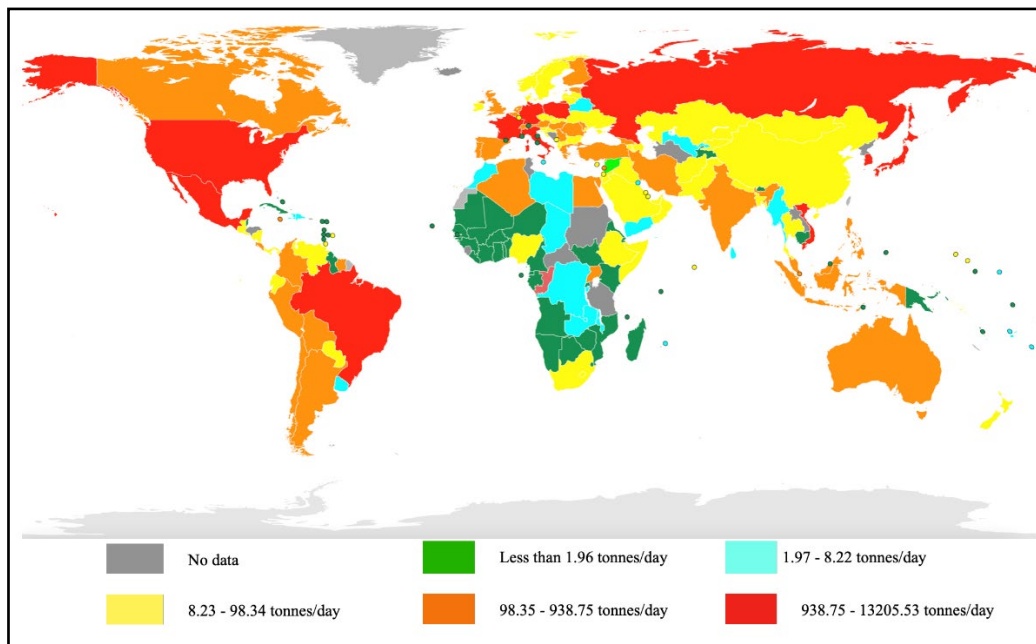 No data
Less than 1.96 tonnes/day
1.97 - 8.22 tonnes/day
8.23 - 98.34 tonnes/day
98.35 - 938.75 tonnes/day
938.75 - 13205.53 tonnes/day